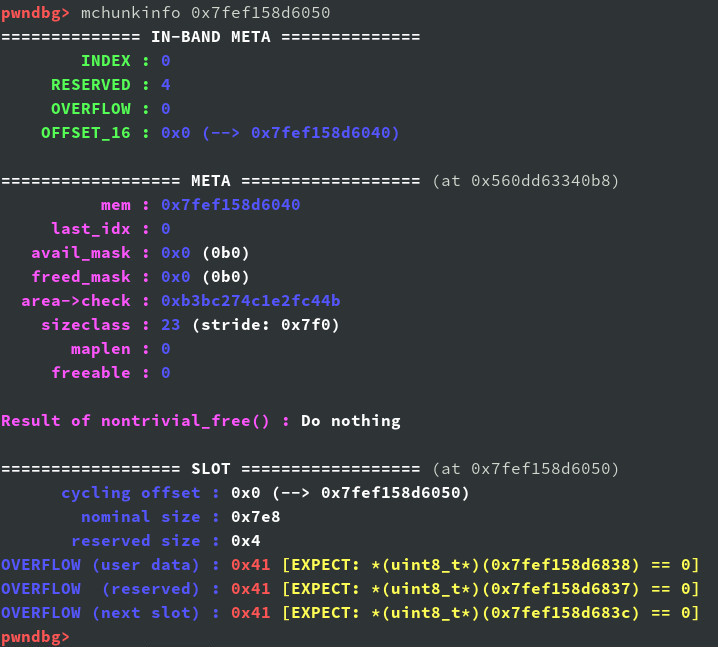 pwndbg> mchunkinfo 0x7fef158d6050
============== IN-BAND META ==============
INDEX : 0
RESERVED : 4
OVERFLOW : 0
OFFSET_16 : 0x0 (--> 0x7fef158d6040)
================== META ================== (at 0x560dd63340b8)
mem : 0x7fef158d6040
last_idx : 0
avail_mask : 0x0 (0b0)
freed_mask : 0x0 (0b0)
area->check : 0xb3bc274c1e2fc44b
sizeclass : 23 (stride: 0x7f0)
maplen : 0
freeable : 0
Result of nontrivial_free() : Do nothing
================== SLOT ================== (at 0x7fef158d6050)
cycling offset : 0x0 (--> 0x7fef158d6050)
nominal size : 0x7e8
reserved size : 0x4
OVERFLOW (user data) : 0x41 [EXPECT: *(uint8_t*)(0x7fef158d6838) == 0]
OVERFLOW (reserved) : 0x41 [EXPECT: *(uint8_t*)(0x7fef158d6837) == 0]
OVERFLOW (next slot) : 0x41 [EXPECT: *(uint8_t*)(0x7fef158d683c) == 0]
pwndbg>